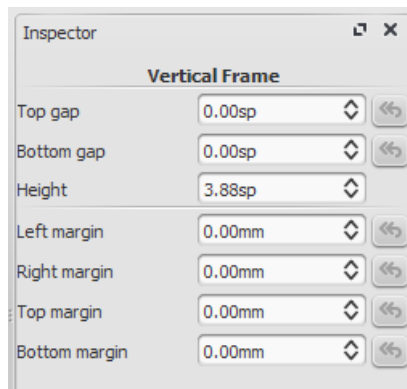 Inspector
Vertical Frame
Top gap 0.00sp
Bottom gap 0.00sp
Height 3.88sp
Left margin 0.00mm
Right margin 0.00mm
Top margin 0.00mm
Bottom margin 0.00mm